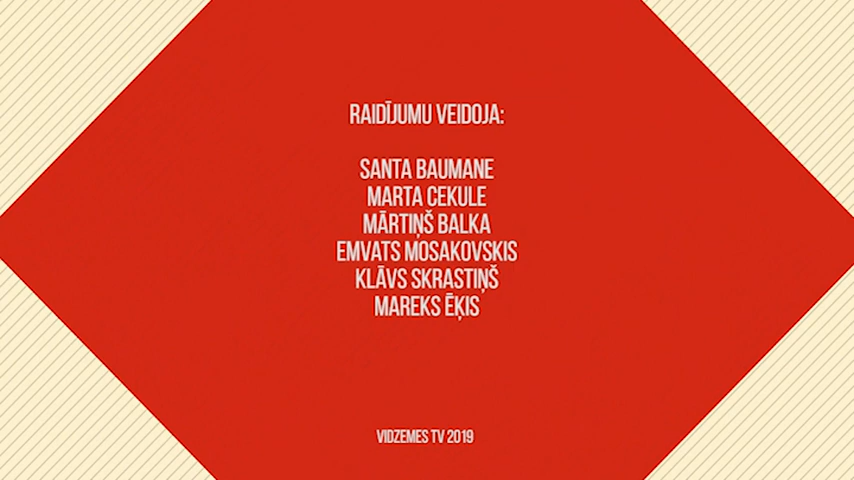 RAIDĪJUMU VEIDOJA:
SANTA BAUMANE
MARTA CEKULE
MĀRTIŅŠ BALKA
EMVATS MOSAKOVSKIS
KLĀVS SKRASTIŅŠ
MAREKS ĒĶIS
VIDZEMES TV 2019